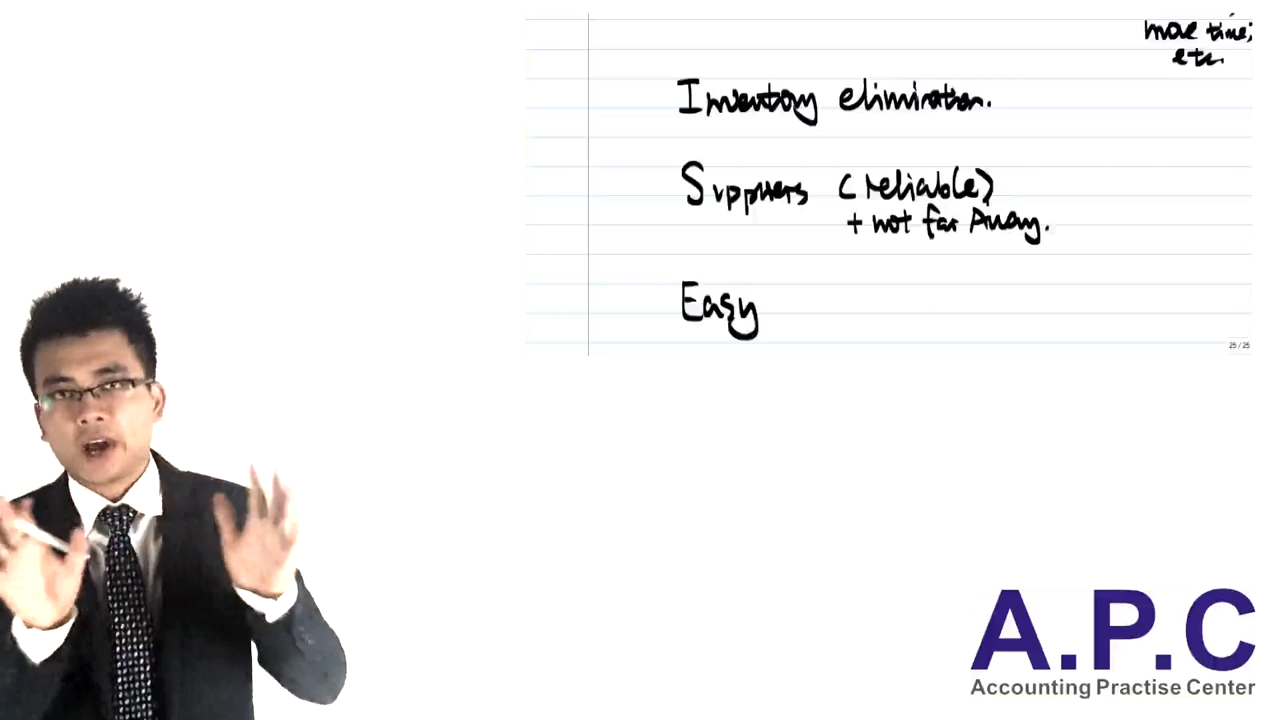 more time;
etc.
Inventory elimination.
Suppliers (reliable)
+ not far Away.
Easy
25 / 25
A.P.C
Accounting Practise Center